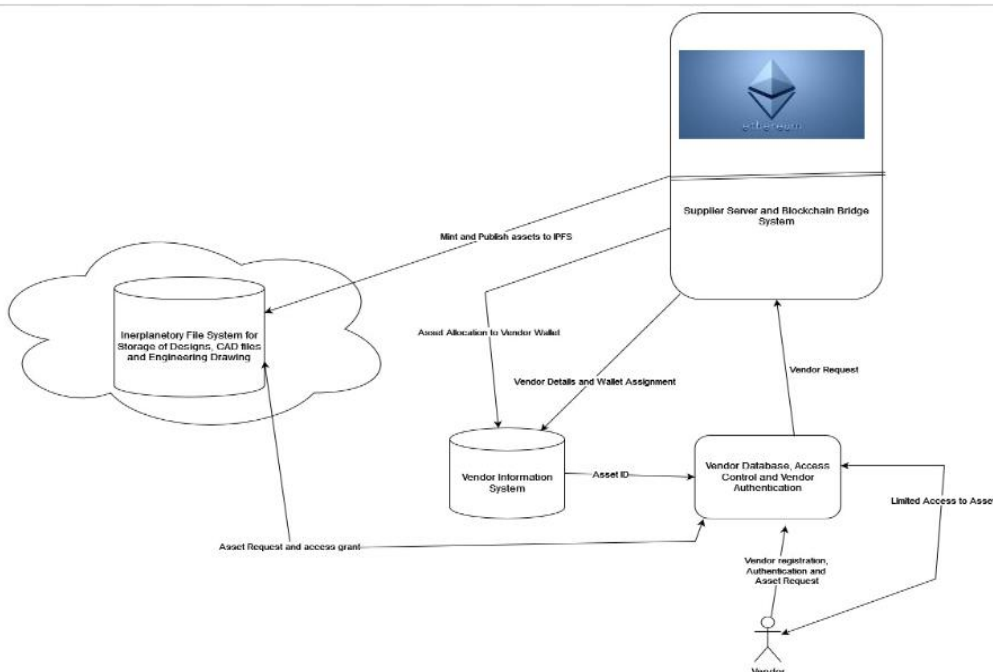 ethereum
Supplier Server and Blockchain Bridge
System
Mint and Publish assets to IPFS
Inerplanetory File System for
Storage of Designs, CAD files
and Engineering Drawing
Asset Allocation to Vendor Wallet
Vendor Details and Wallet Assignment
Vendor Request
Vendor Information
System
Asset ID
Vendor Database, Access
Control and Vendor
Authentication
Limited Access to Asset
Asset Request and access grant
Vendor registration,
Authentication and
Asset Request
Vendor